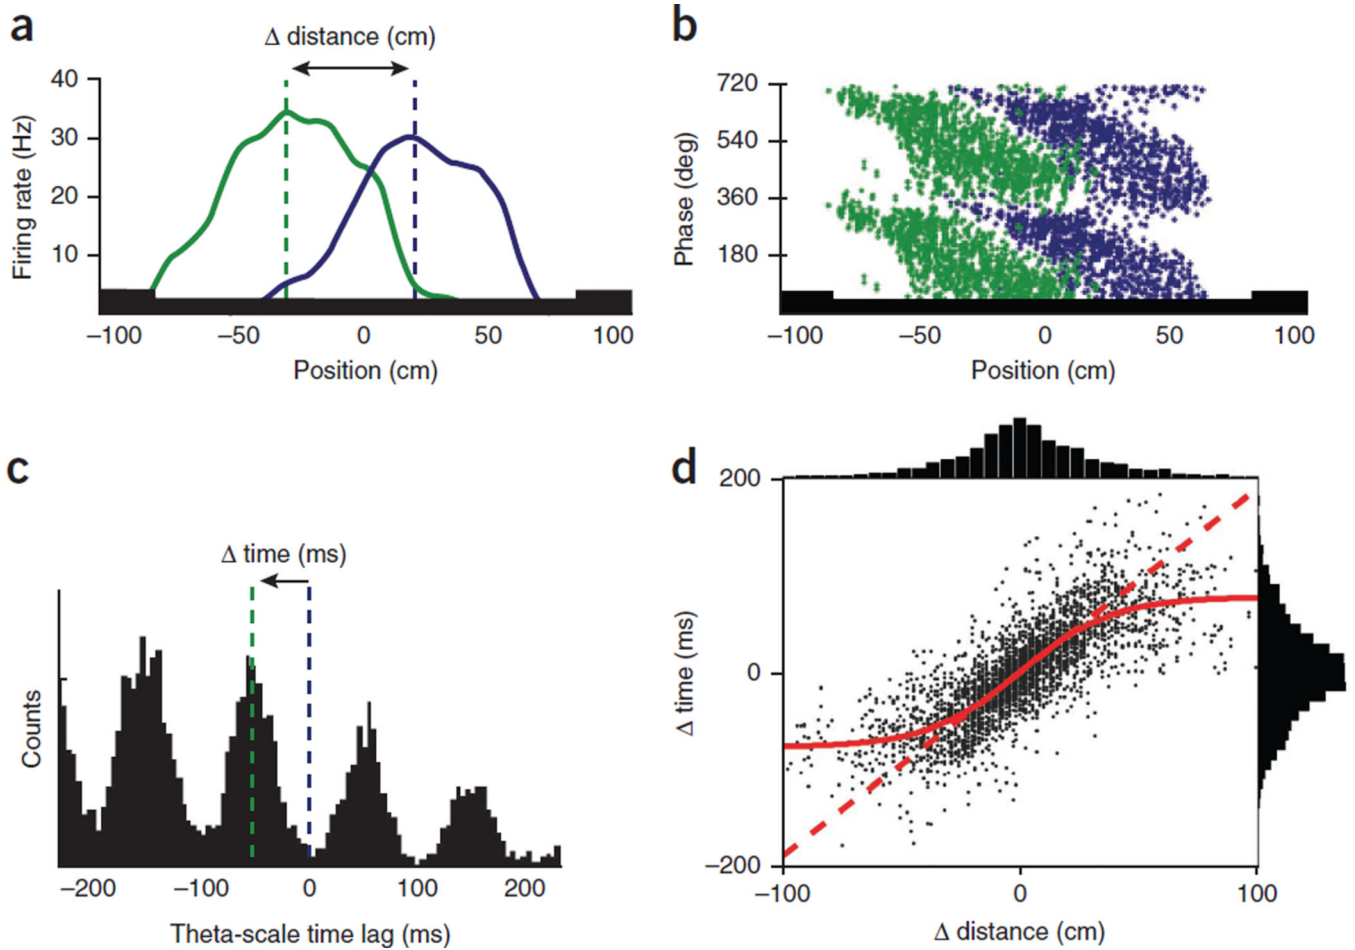 a
Δ distance (cm)
40
30
20
10
Firing rate (Hz)
−100
−50
0
50
100
Position (cm)
b
720
540
360
180
Phase (deg)
−100
−50
0
50
100
Position (cm)
c
Δ time (ms)
Counts
−200
−100
0
100
200
Theta-scale time lag (ms)
d
200
0
−200
Δ time (ms)
−100
0
100
Δ distance (cm)